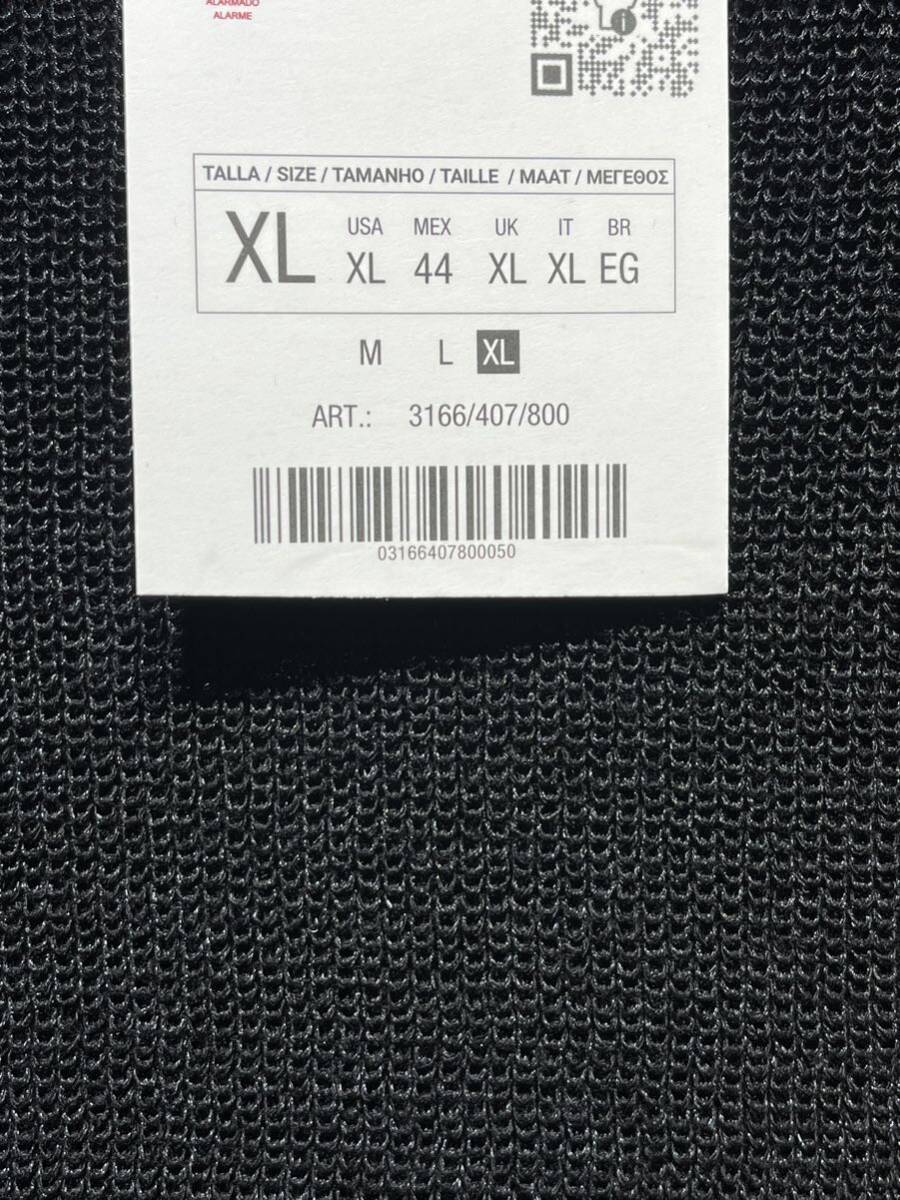 ALARMADO
ALARME
TALLA / SIZE / TAMANHO / TAILLE / MAAT / ΜΕΓΕΘΟΣ
XL USA MEX UK IT BR
XL 44 XL XL EG
M L XL
ART.: 3166/407/800
03166407800050